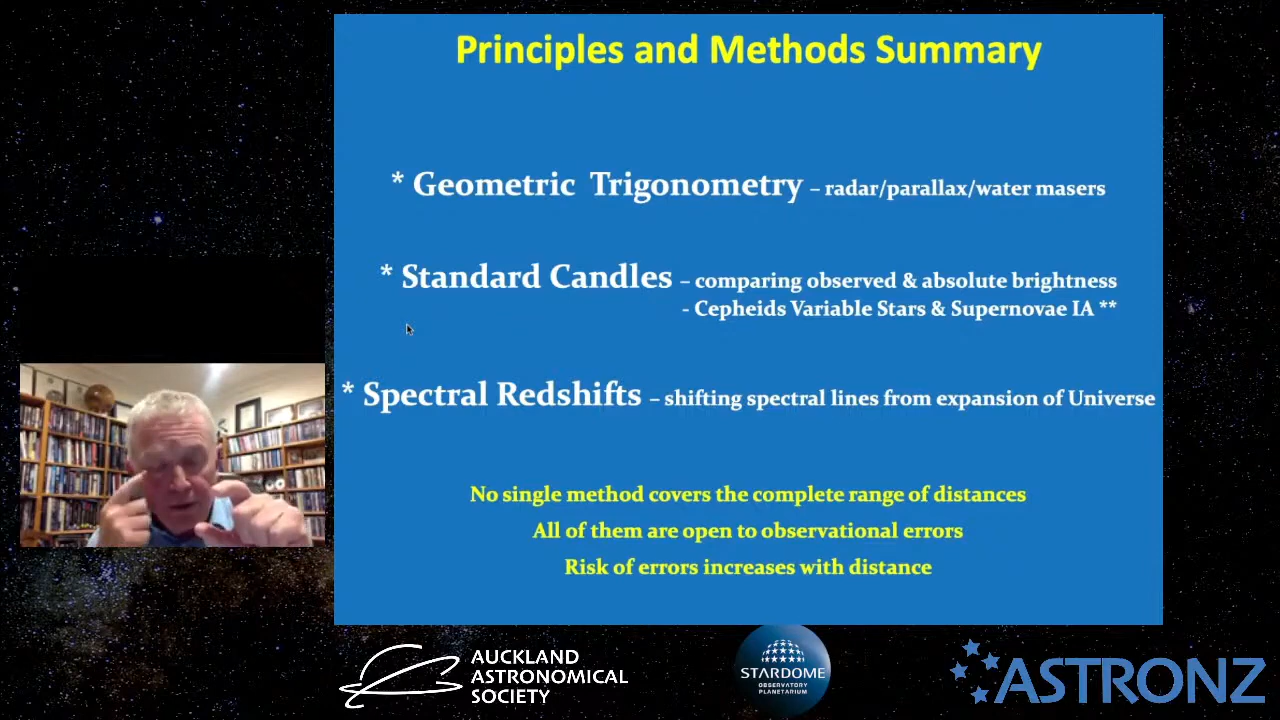 Principles and Methods Summary
* Geometric Trigonometry – radar/parallax/water masers
* Standard Candles – comparing observed & absolute brightness
- Cepheids Variable Stars & Supernovae IA **
* Spectral Redshifts – shifting spectral lines from expansion of Universe
No single method covers the complete range of distances
All of them are open to observational errors
Risk of errors increases with distance
AUCKLAND
ASTRONOMICAL
SOCIETY
STARDOME
OBSERVATORY
PLANETARIUM
ASTRONZ